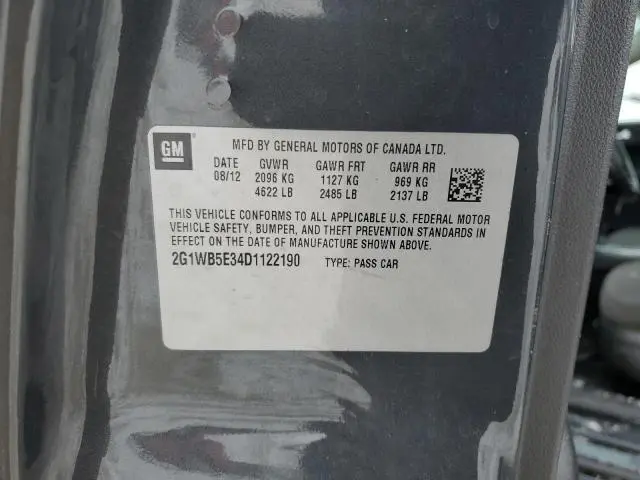 GM
MFD BY GENERAL MOTORS OF CANADA LTD.
DATE GVWR GAWR FRT GAWR RR
08/12 2096 KG 1127 KG 969 KG
4622 LB 2485 LB 2137 LB
THIS VEHICLE CONFORMS TO ALL APPLICABLE U.S. FEDERAL MOTOR
VEHICLE SAFETY, BUMPER, AND THEFT PREVENTION STANDARDS IN
EFFECT ON THE DATE OF MANUFACTURE SHOWN ABOVE.
2G1WB5E34D1122190 TYPE: PASS CAR